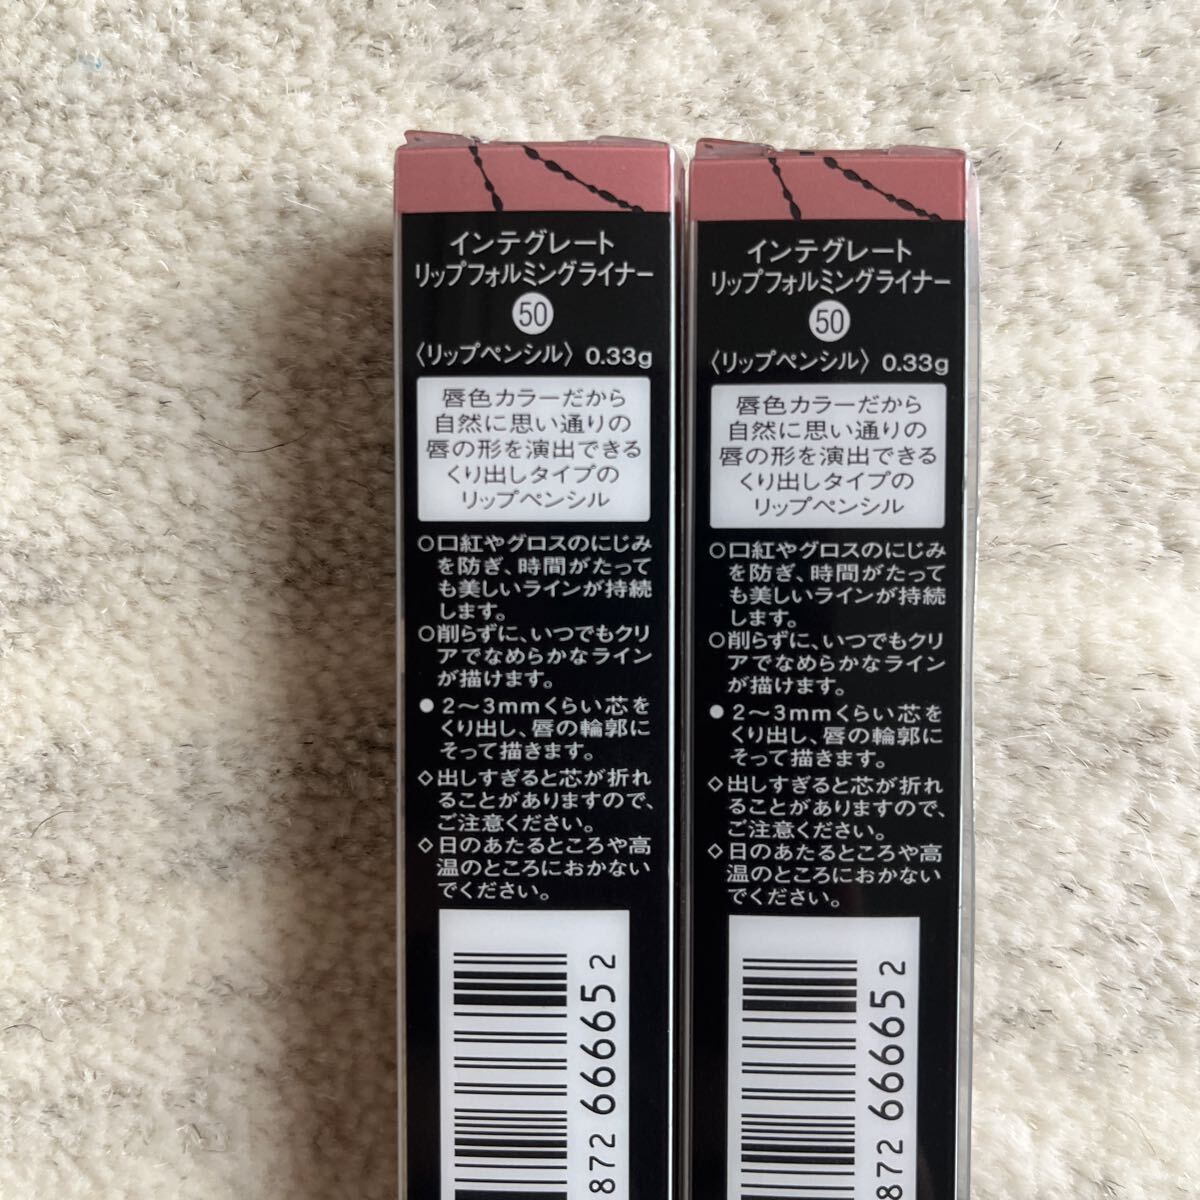 インテグレート
リップフォルミングライナー
50
〈リップペンシル〉 0.33g
唇色カラーだから
自然に思い通りの
唇の形を演出できる
くり出しタイプの
リップペンシル
○口紅やグロスのにじみ
を防ぎ、時間がたって
も美しいラインが持続
します。
○削らずに、いつでもクリ
アでなめらかなライン
が描けます。
●2～3mmくらい芯を
くり出し、唇の輪郭に
そって描きます。
◇出しすぎると芯が折れ
ることがありますので、
ご注意ください。
◇日のあたるところや高
温のところにおかない
でください。
872 666652
インテグレート
リップフォルミングライナー
50
〈リップペンシル〉 0.33g
唇色カラーだから
自然に思い通りの
唇の形を演出できる
くり出しタイプの
リップペンシル
○口紅やグロスのにじみ
を防ぎ、時間がたって
も美しいラインが持続
します。
○削らずに、いつでもクリ
アでなめらかなライン
が描けます。
●2～3mmくらい芯を
くり出し、唇の輪郭に
そって描きます。
◇出しすぎると芯が折れ
ることがありますので、
ご注意ください。
◇日のあたるところや高
温のところにおかない
でください。
872 666652